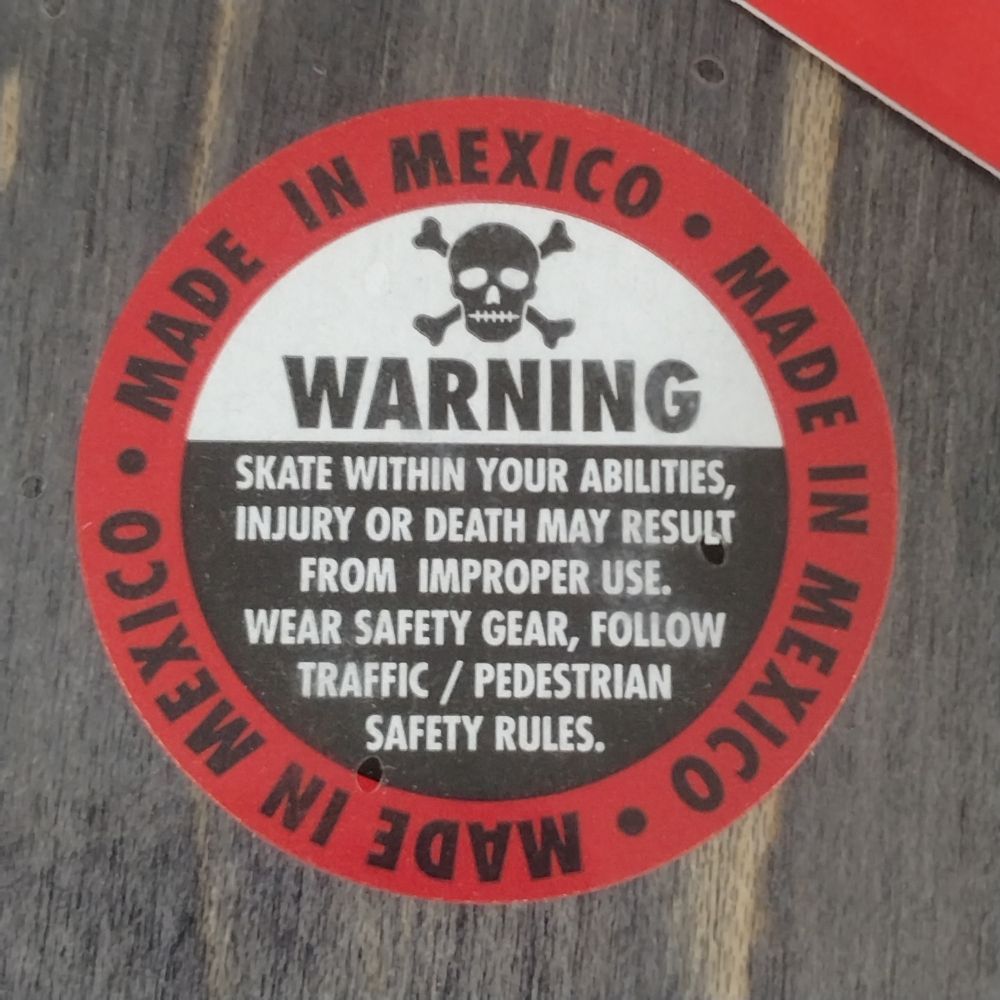 MADE IN MEXICO • MADE IN MEXICO • MADE IN MEXICO •
WARNING
SKATE WITHIN YOUR ABILITIES,
INJURY OR DEATH MAY RESULT
FROM IMPROPER USE.
WEAR SAFETY GEAR, FOLLOW
TRAFFIC / PEDESTRIAN
SAFETY RULES.